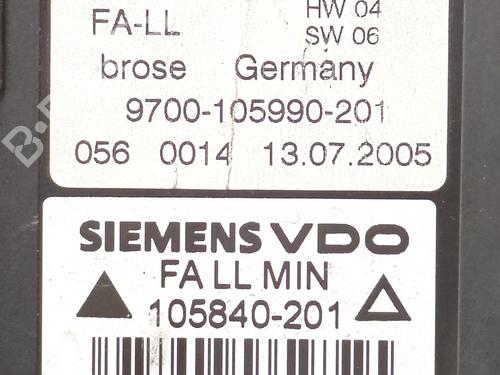 FA-LL
HW 04
SW 06
brose Germany
9700-105990-201
056 0014 13.07.2005
SIEMENS VDO
FA LL MIN
105840-201